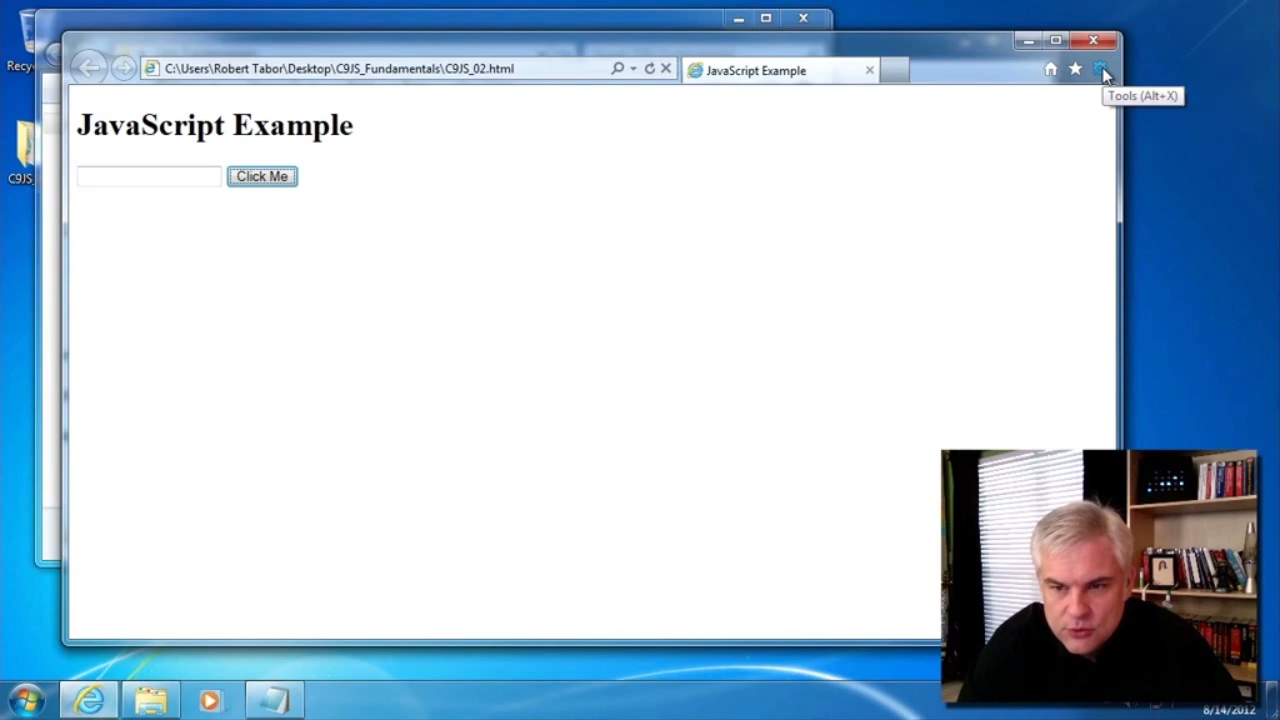 Recy
C:\Users\Robert Tabor\Desktop\C9JS_Fundamentals\C9JS_02.html
JavaScript Example
Tools (Alt+X)
JavaScript Example
Click Me
C9JS_
8/14/2012